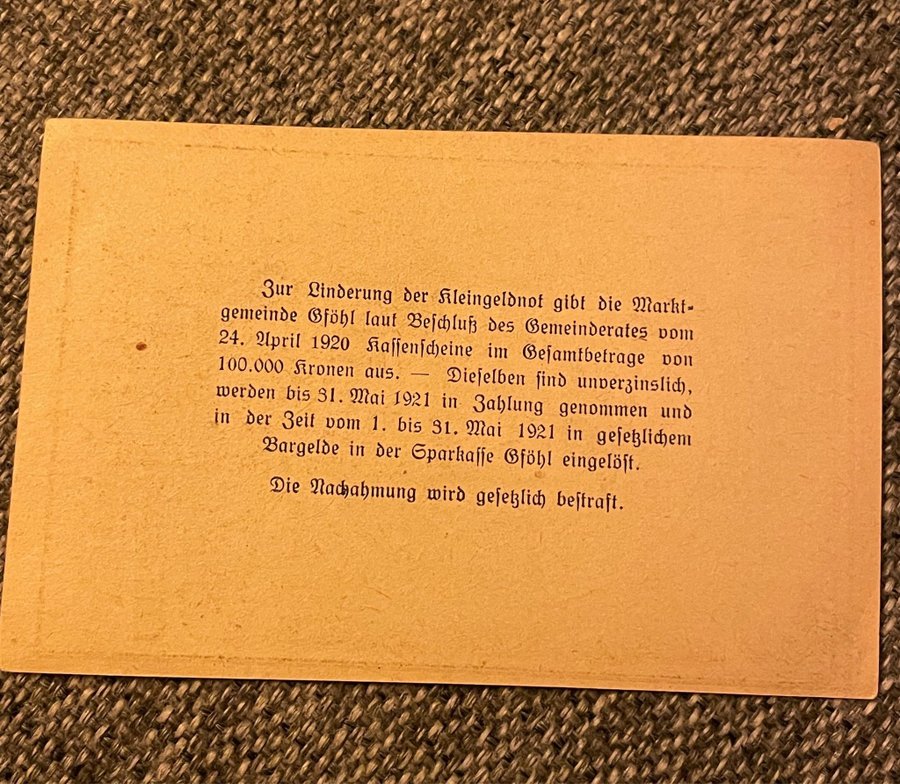 Zur Linderung der Kleingeldnot gibt die Markt-
gemeinde Gföhl laut Beschluß des Gemeinderates vom
24. April 1920 Kassenscheine im Gesamtbetrage von
100.000 Kronen aus. — Dieselben sind unverzinslich,
werden bis 31. Mai 1921 in Zahlung genommen und
in der Zeit vom 1. bis 31. Mai 1921 in gesetzlichem
Bargelde in der Sparkasse Gföhl eingelöst.
Die Nachahmung wird gesetzlich bestraft.